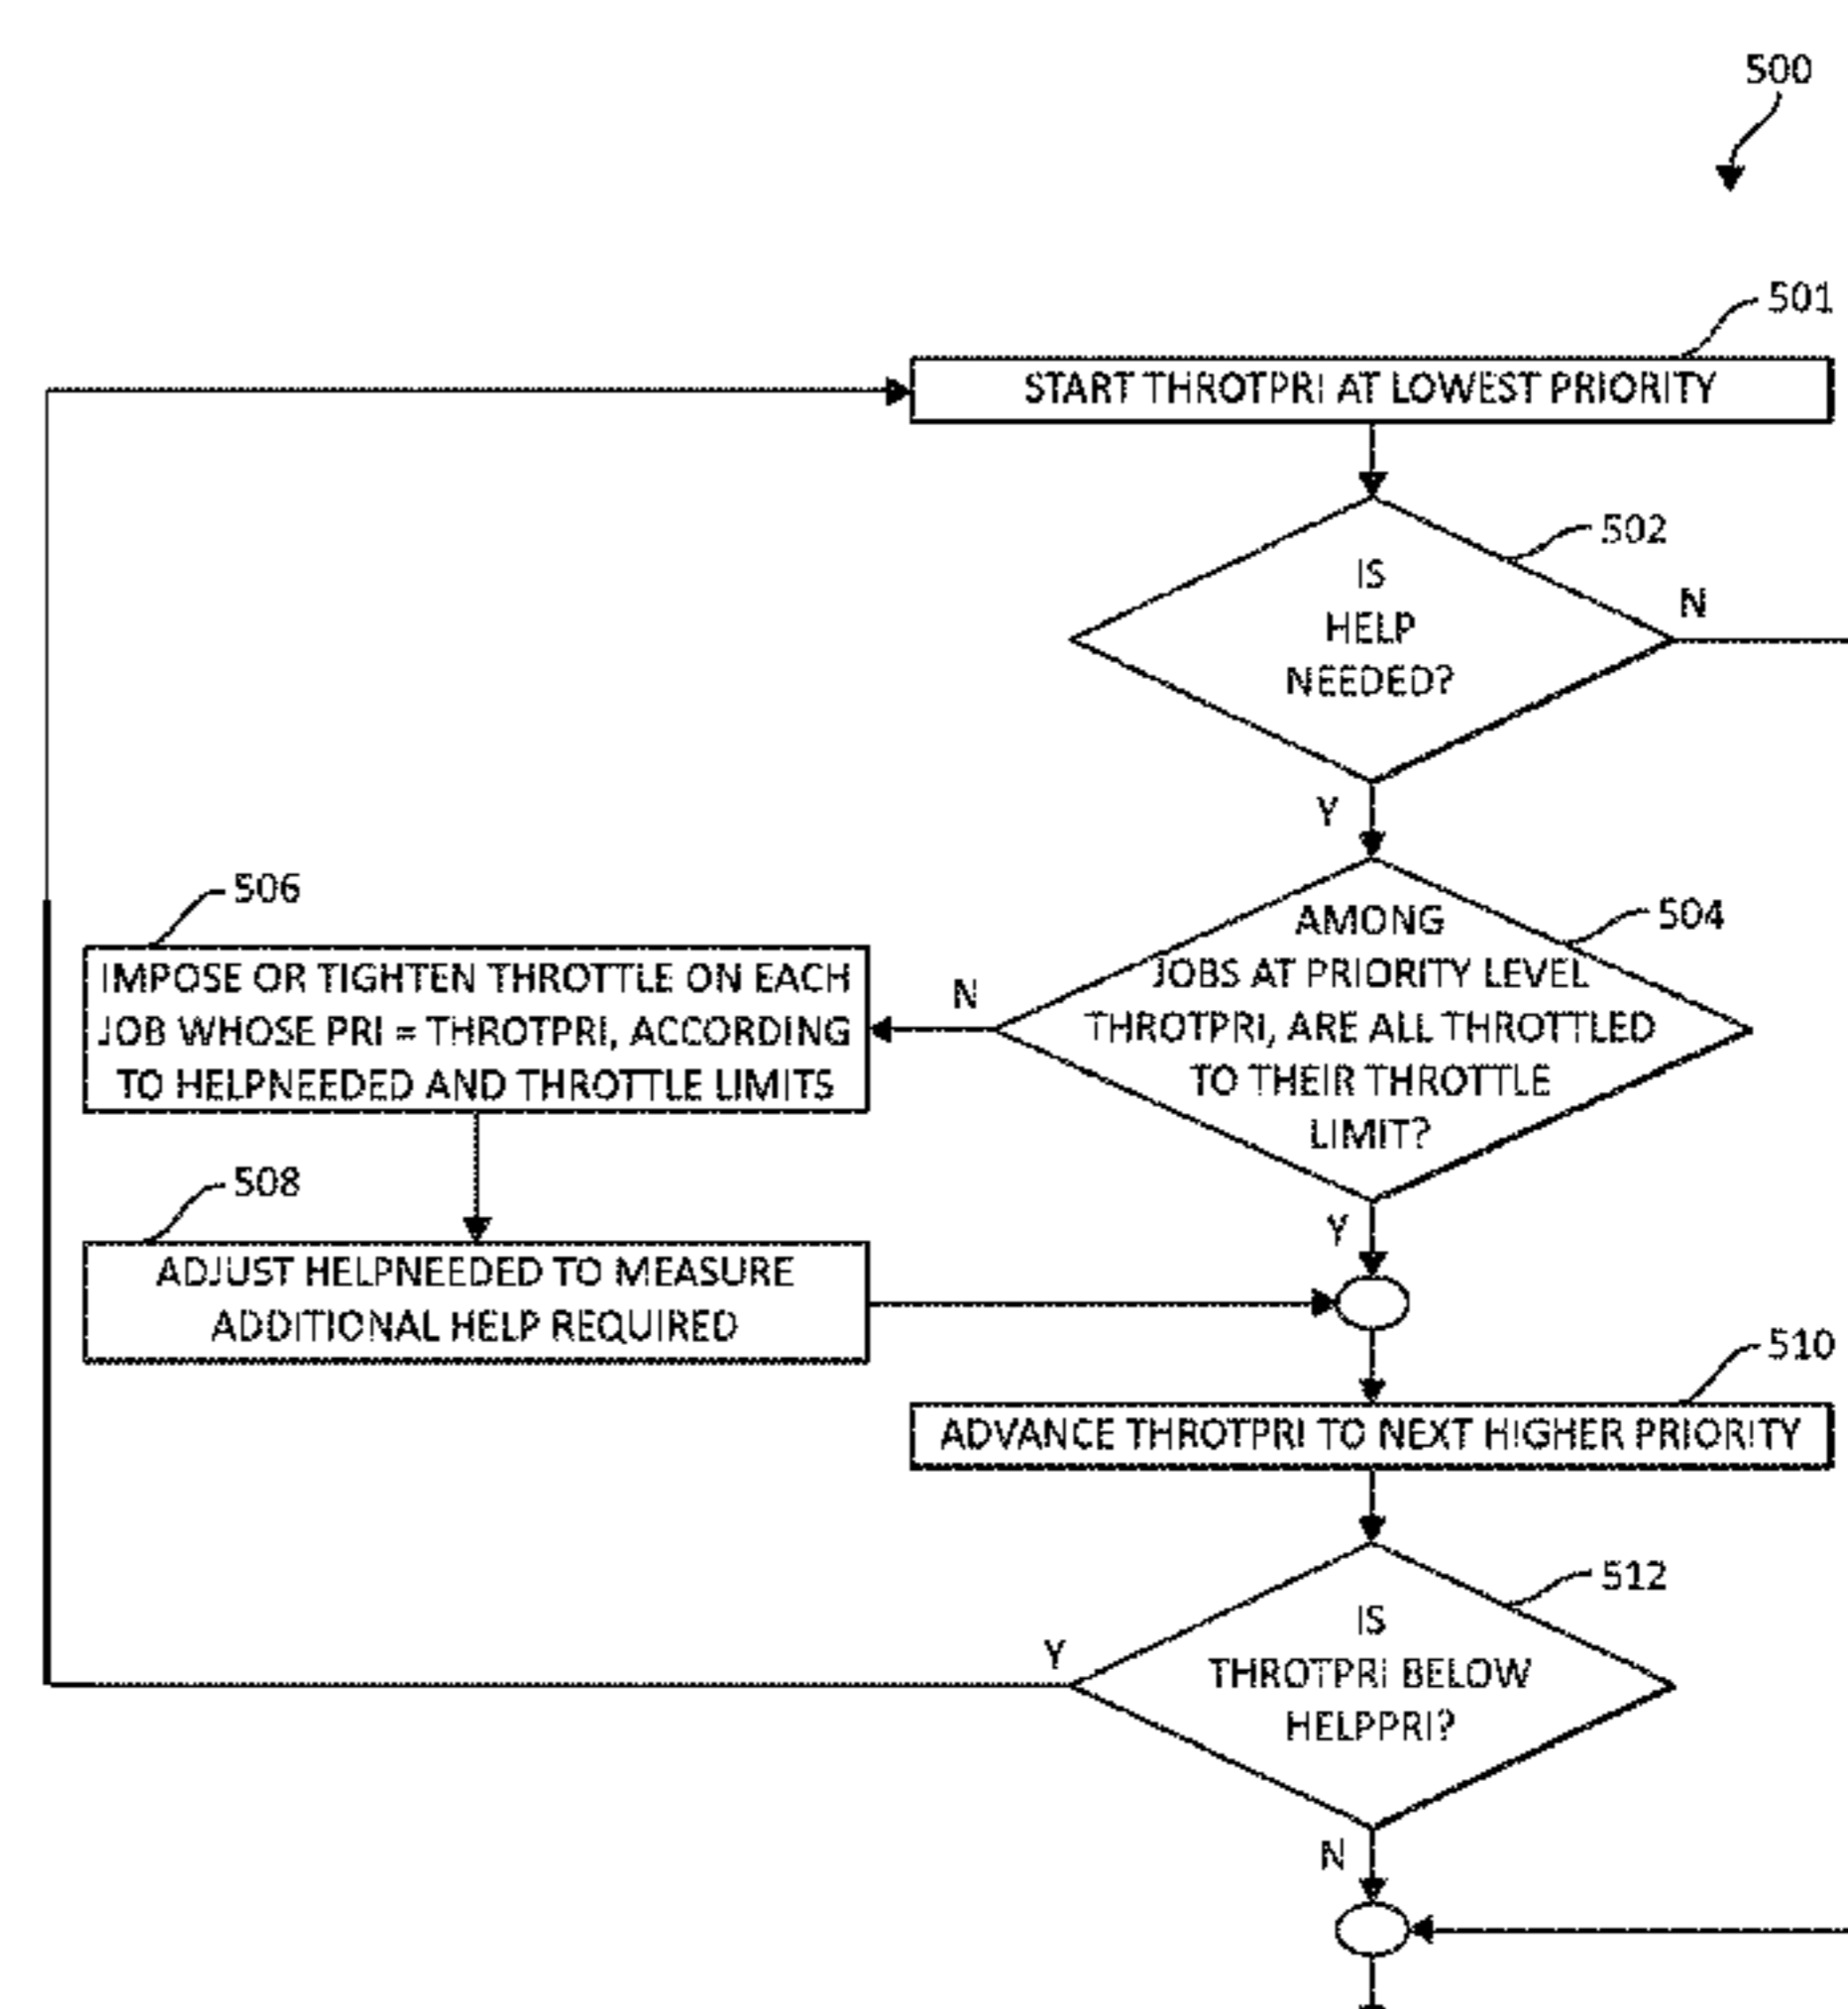 500
501
START THROTPRI AT LOWEST PRIORITY
502
IS
HELP
NEEDED?
N
Y
504
AMONG
JOBS AT PRIORITY LEVEL
THROTPRI, ARE ALL THROTTLED
TO THEIR THROTTLE
LIMIT?
N
506
IMPOSE OR TIGHTEN THROTTLE ON EACH
JOB WHOSE PRI = THROTPRI, ACCORDING
TO HELPNEEDED AND THROTTLE LIMITS
508
ADJUST HELPNEEDED TO MEASURE
ADDITIONAL HELP REQUIRED
Y
510
ADVANCE THROTPRI TO NEXT HIGHER PRIORITY
512
IS
THROTPRI BELOW
HELPPRI?
Y
N